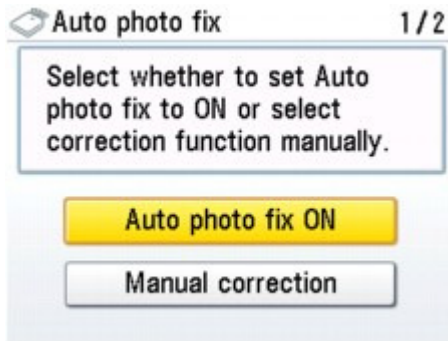 Auto photo fix 1/2
Select whether to set Auto
photo fix to ON or select
correction function manually.
Auto photo fix ON
Manual correction